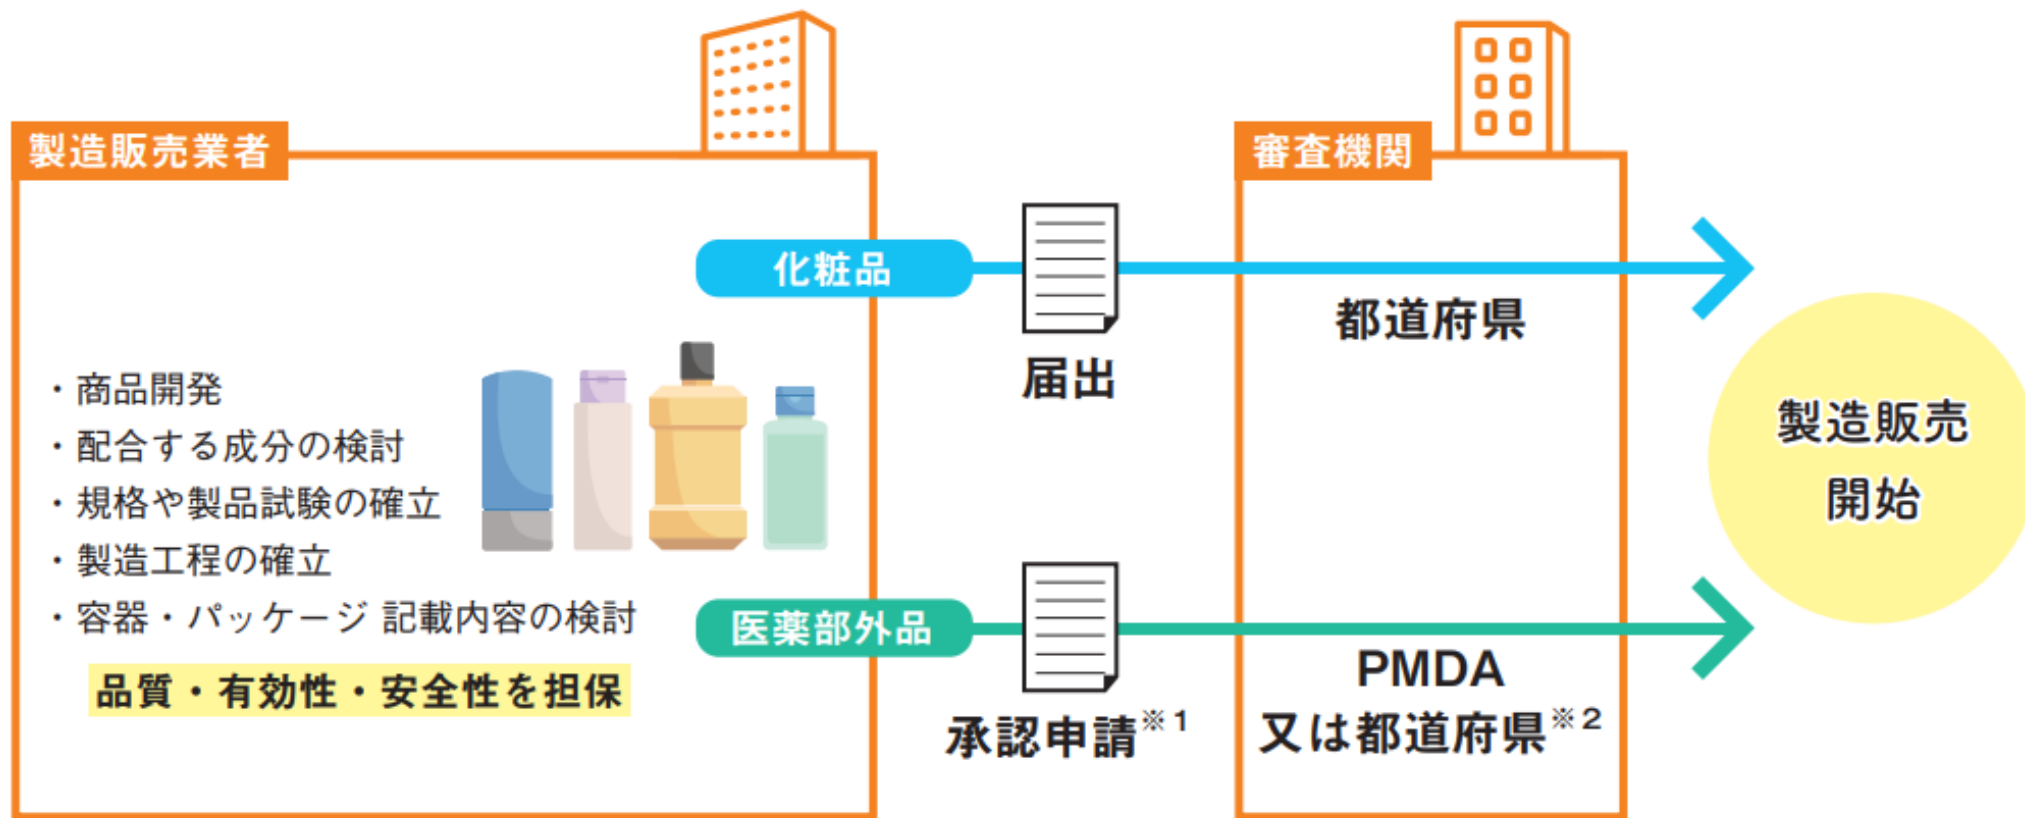 製造販売業者
審査機関
化粧品
都道府県
届出
・商品開発
・配合する成分の検討
・規格や製品試験の確立
・製造工程の確立
・容器・パッケージ 記載内容の検討
品質・有効性・安全性を担保
医薬部外品
承認申請※1
PMDA
又は都道府県※2
製造販売
開始